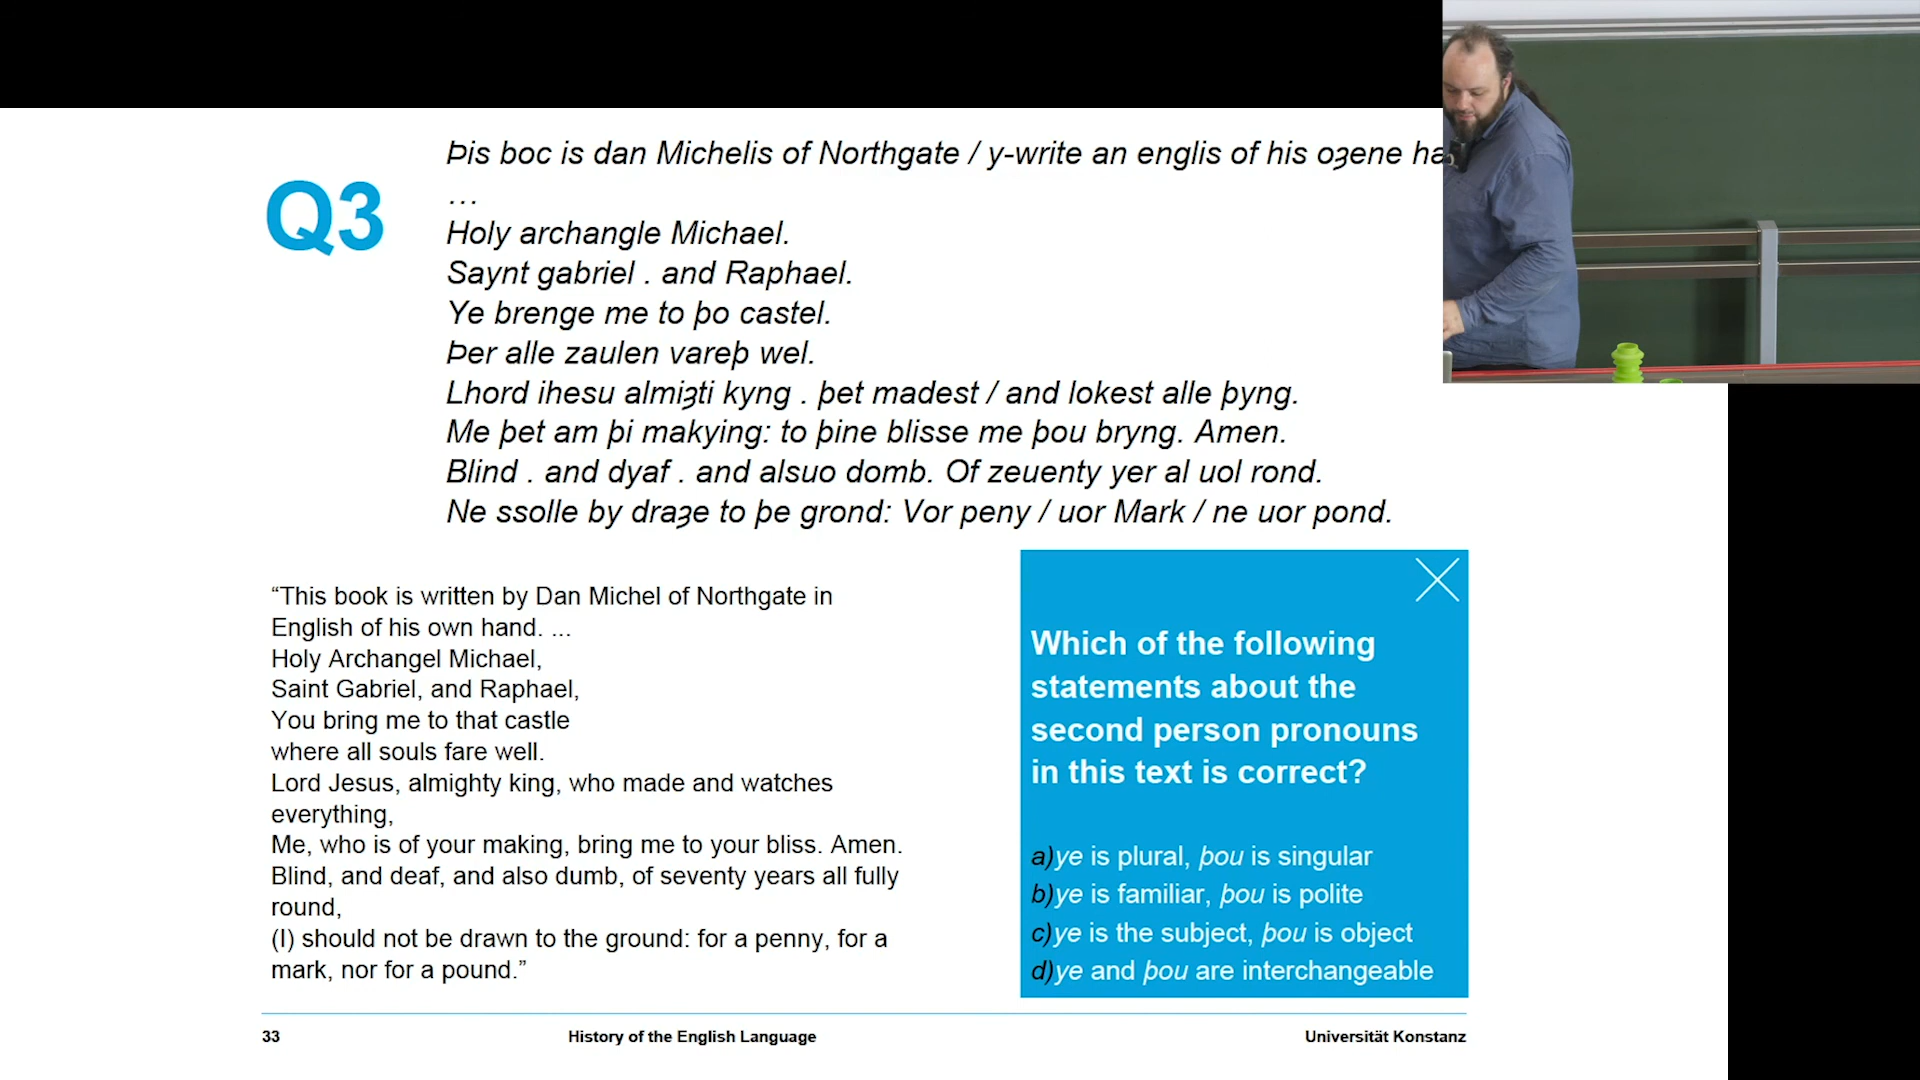 Q3
Þis boc is dan Michelis of Northgate / y-write an englis of his oȝene
…
Holy archangle Michael.
Saynt gabriel . and Raphael.
Ye brenge me to þo castel.
Þer alle zaulen vareþ wel.
Lhord ihesu almiȝti kyng . þet madest / and lokest alle þyng.
Me þet am þi makying: to þine blisse me þou bryng. Amen.
Blind . and dyaf . and alsuo domb. Of zeuenty yer al uol rond.
Ne ssolle by draȝe to þe grond: Vor peny / uor Mark / ne uor pond.
“This book is written by Dan Michel of Northgate in
English of his own hand. ...
Holy Archangel Michael,
Saint Gabriel, and Raphael,
You bring me to that castle
where all souls fare well.
Lord Jesus, almighty king, who made and watches
everything,
Me, who is of your making, bring me to your bliss. Amen.
Blind, and deaf, and also dumb, of seventy years all fully
round,
(I) should not be drawn to the ground: for a penny, for a
mark, nor for a pound.”
Which of the following
statements about the
second person pronouns
in this text is correct?
a)ye is plural, þou is singular
b)ye is familiar, þou is polite
c)ye is the subject, þou is object
d)ye and þou are interchangeable
33 History of the English Language Universität Konstanz